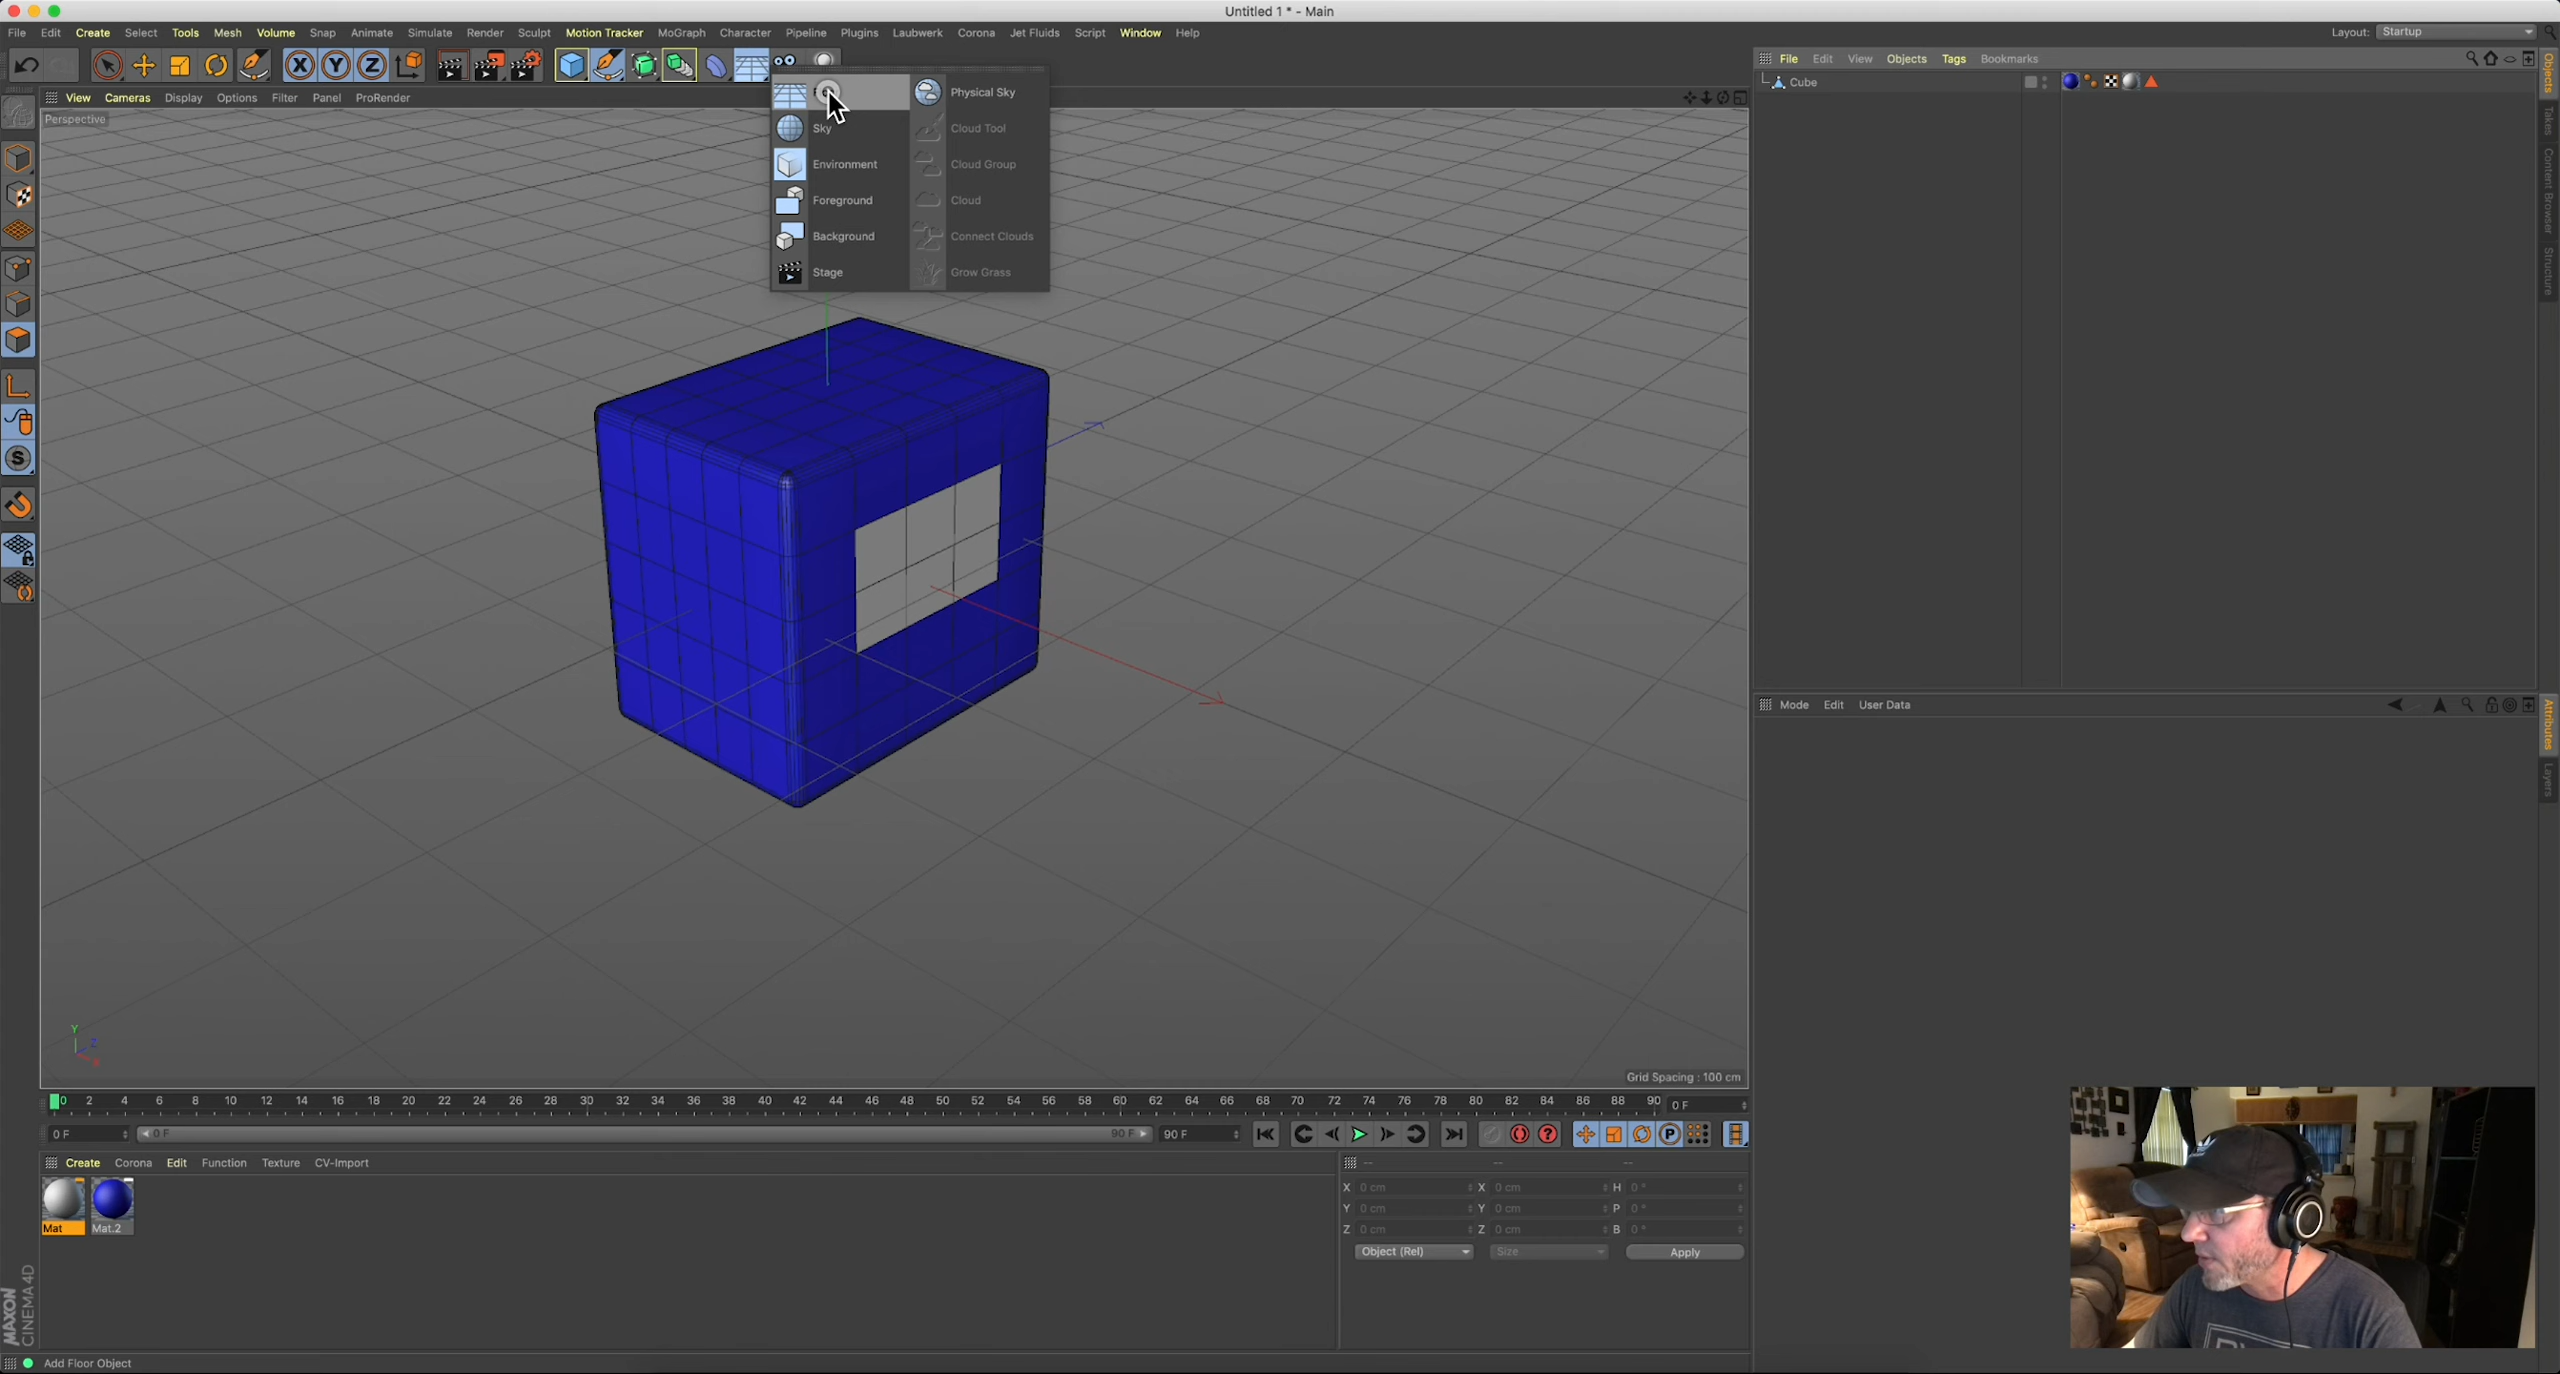 Untitled 1 * - Main
File Edit Create Select Tools Mesh Volume Snap Animate Simulate Render Sculpt Motion Tracker MoGraph Character Pipeline Plugins Laubwerk Corona Jet Fluids Script Window Help
Layout: Startup
X Y Z
File Edit View Objects Tags Bookmarks
View Cameras Display Options Filter Panel ProRender
Perspective
Physical Sky
Sky Cloud Tool
Environment Cloud Group
Foreground Cloud
Background Connect Clouds
Stage Grow Grass
Cube
Objects
Takes
Content Browser
Structure
S
Mode Edit User Data
Attributes
Layers
Y
Z
X
Grid Spacing : 100 cm
0 2 4 6 8 10 12 14 16 18 20 22 24 26 28 30 32 34 36 38 40 42 44 46 48 50 52 54 56 58 60 62 64 66 68 70 72 74 76 78 80 82 84 86 88 90 0 F
0 F 0 F 90 F 90 F ? P
Create Corona Edit Function Texture CV-Import
-- -- --
Mat Mat.2
X 0 cm X 0 cm H 0 °
Y 0 cm Y 0 cm P 0 °
Z 0 cm Z 0 cm B 0 °
Object (Rel) Size Apply
MAXON
CINEMA 4D
Add Floor Object